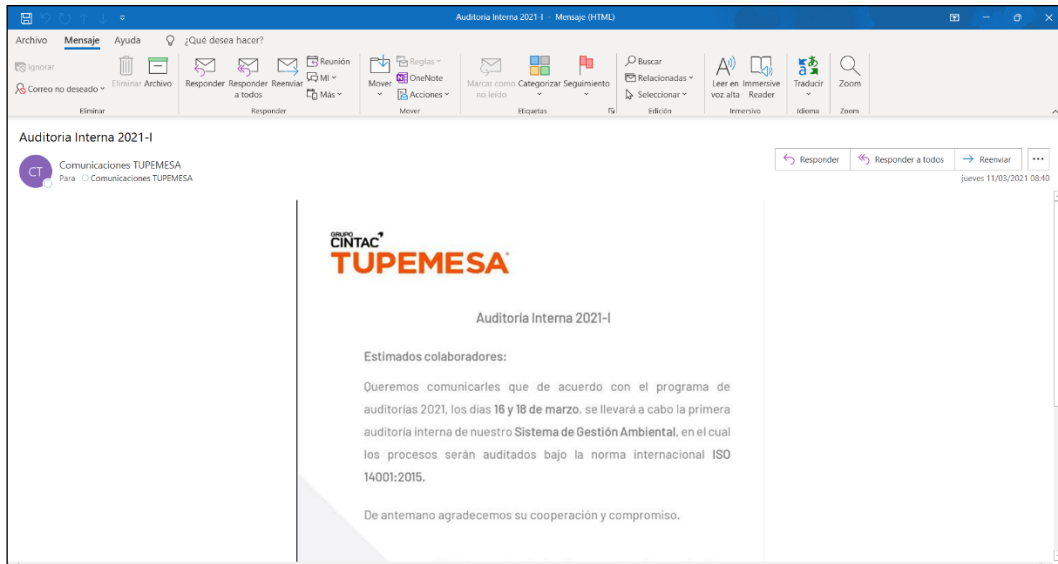 Auditoria Interna 2021-I - Mensaje (HTML)
Archivo Mensaje Ayuda ¿Qué desea hacer?
Ignorar
Correo no deseado
Eliminar Archivo
Responder Responder a todos Reenviar
Reunión
MI
Más
Mover
Reglas
OneNote
Acciones
Marcar como no leído
Categorizar Seguimiento
Buscar
Relacionadas
Seleccionar
Leer en voz alta
Immersive Reader
Traducir
Zoom
Eliminar Responder Mover Etiquetas Edición Inmersivo Idioma Zoom
Auditoria Interna 2021-I
CT
Comunicaciones TUPEMESA
Para Comunicaciones TUPEMESA
Responder Responder a todos Reenviar
jueves 11/03/2021 08:40
GRUPO
CINTAC
TUPEMESA
Auditoría Interna 2021-I
Estimados colaboradores:
Queremos comunicarles que de acuerdo con el programa de
auditorías 2021, los días 16 y 18 de marzo, se llevará a cabo la primera
auditoría interna de nuestro Sistema de Gestión Ambiental, en el cual
los procesos serán auditados bajo la norma internacional ISO
14001:2015.
De antemano agradecemos su cooperación y compromiso.